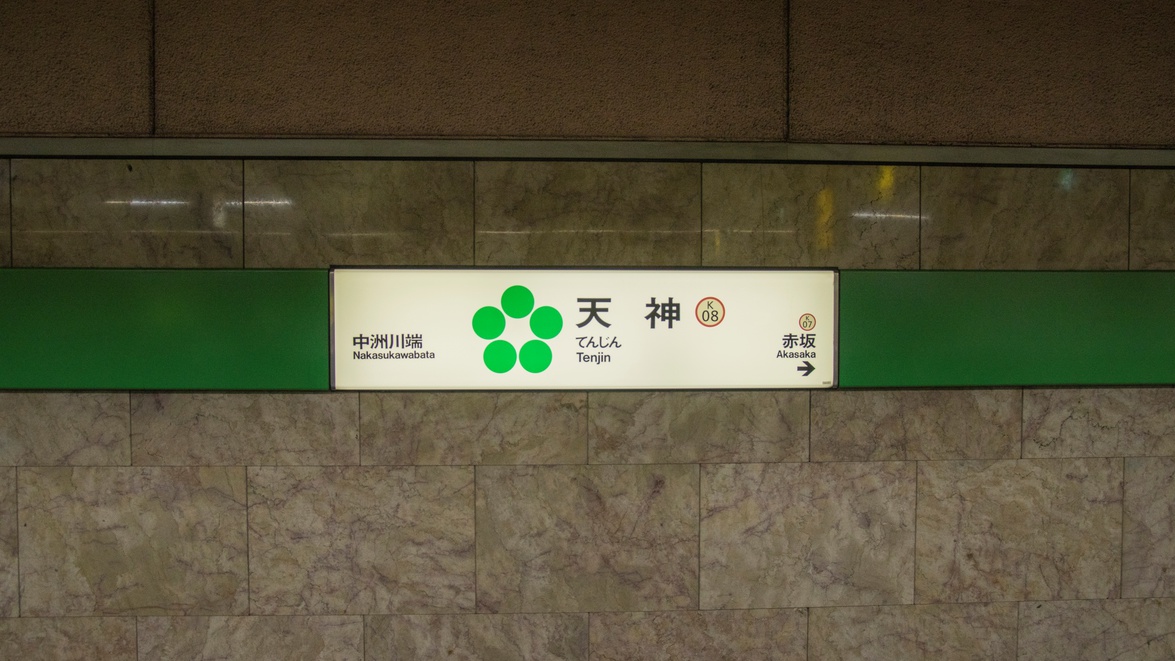 中洲川端
Nakasukawabata
天 神
てんじん
Tenjin
K
08
K
07
赤坂
Akasaka
→